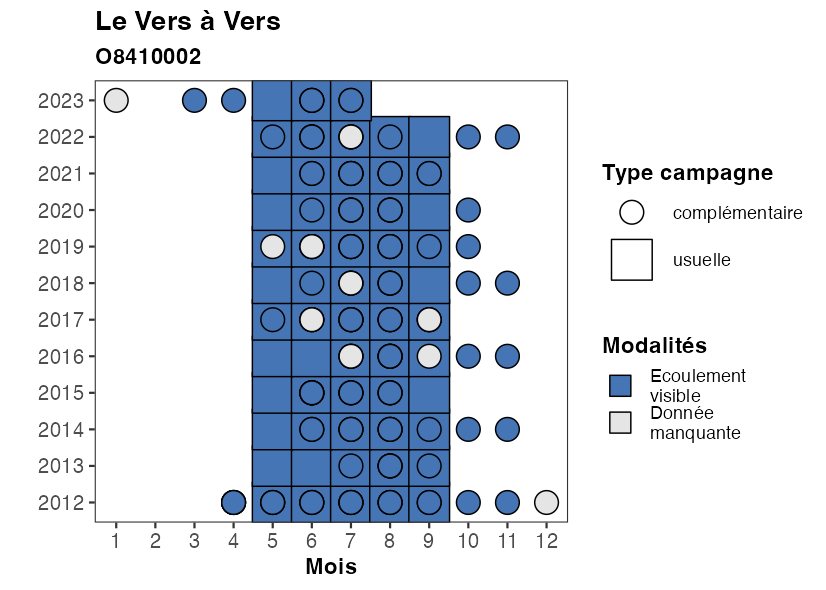 Le Vers à Vers
O8410002
2023
2022
2021
2020
2019
2018
2017
2016
2015
2014
2013
2012
1 2 3 4 5 6 7 8 9 10 11 12
Mois
Type campagne
complémentaire
usuelle
Modalités
Ecoulement
visible
Donnée
manquante